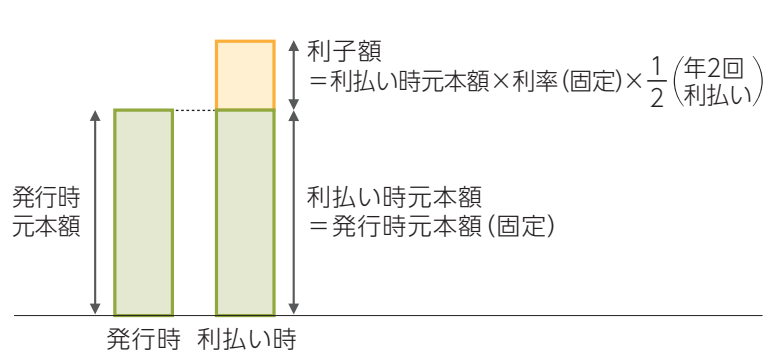 利子額
＝利払い時元本額×利率（固定）×1/2（年2回利払い）
発行時
元本額
利払い時元本額
＝発行時元本額（固定）
発行時
利払い時